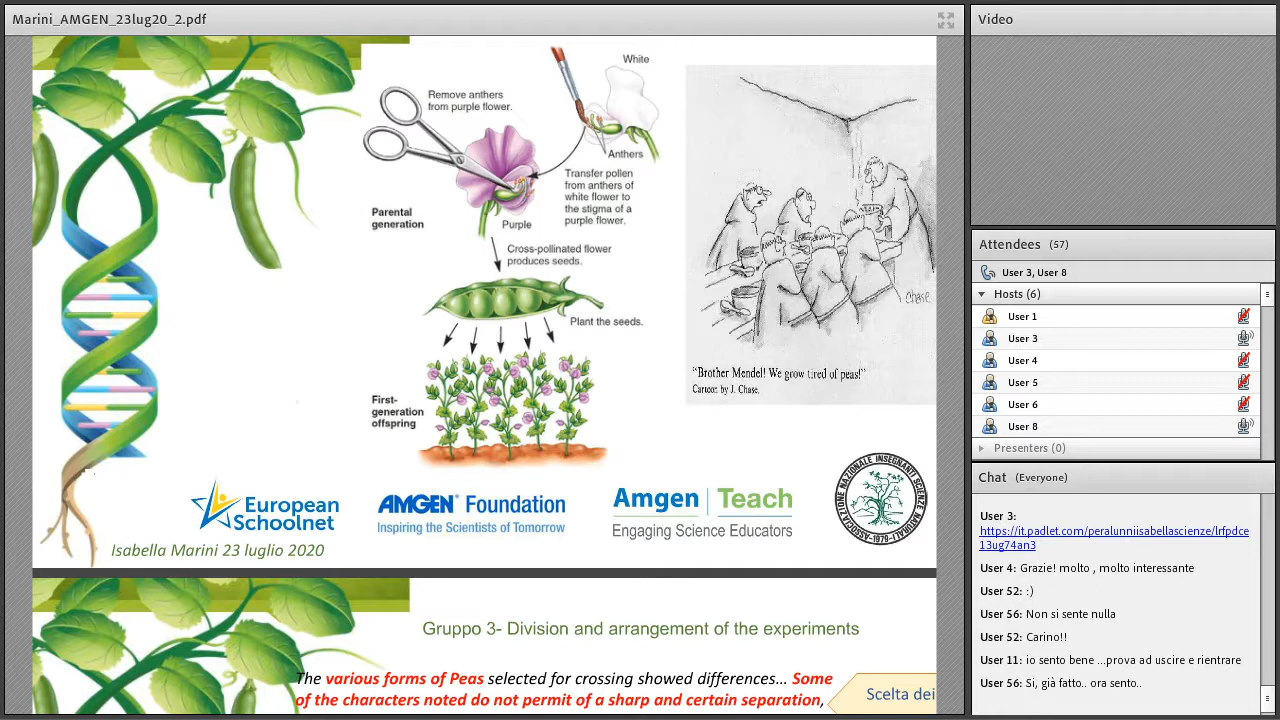 Marini_AMGEN_23lug20_2.pdf
White
Remove anthers
from purple flower.
Anthers
Transfer pollen
from anthers of
white flower to
the stigma of a
purple flower.
Parental
generation
Purple
Cross-pollinated flower
produces seeds.
Plant the seeds.
First-
generation
offspring
Chase
"Brother Mendel! We grow tired of peas!"
Cartoon by J. Chase.
European
Schoolnet
AMGEN® Foundation
Inspiring the Scientists of Tomorrow
Amgen | Teach
Engaging Science Educators
ASSOCIAZIONE NAZIONALE INSEGNANTI SCIENZE NATURALI
-1979-
Isabella Marini 23 luglio 2020
Gruppo 3- Division and arrangement of the experiments
The various forms of Peas selected for crossing showed differences... Some
of the characters noted do not permit of a sharp and certain separation,
Scelta dei
Video
Attendees (57)
User 3, User 8
Hosts (6)
User 1
User 3
User 4
User 5
User 6
User 8
Presenters (0)
Chat (Everyone)
User 3:
https://it.padlet.com/peralunniisabellascienze/lrfpdce
13ug74an3
User 4: Grazie! molto , molto interessante
User 52: :)
User 56: Non si sente nulla
User 52: Carino!!
User 11: io sento bene ...prova ad uscire e rientrare
User 56: Si, già fatto.. ora sento..